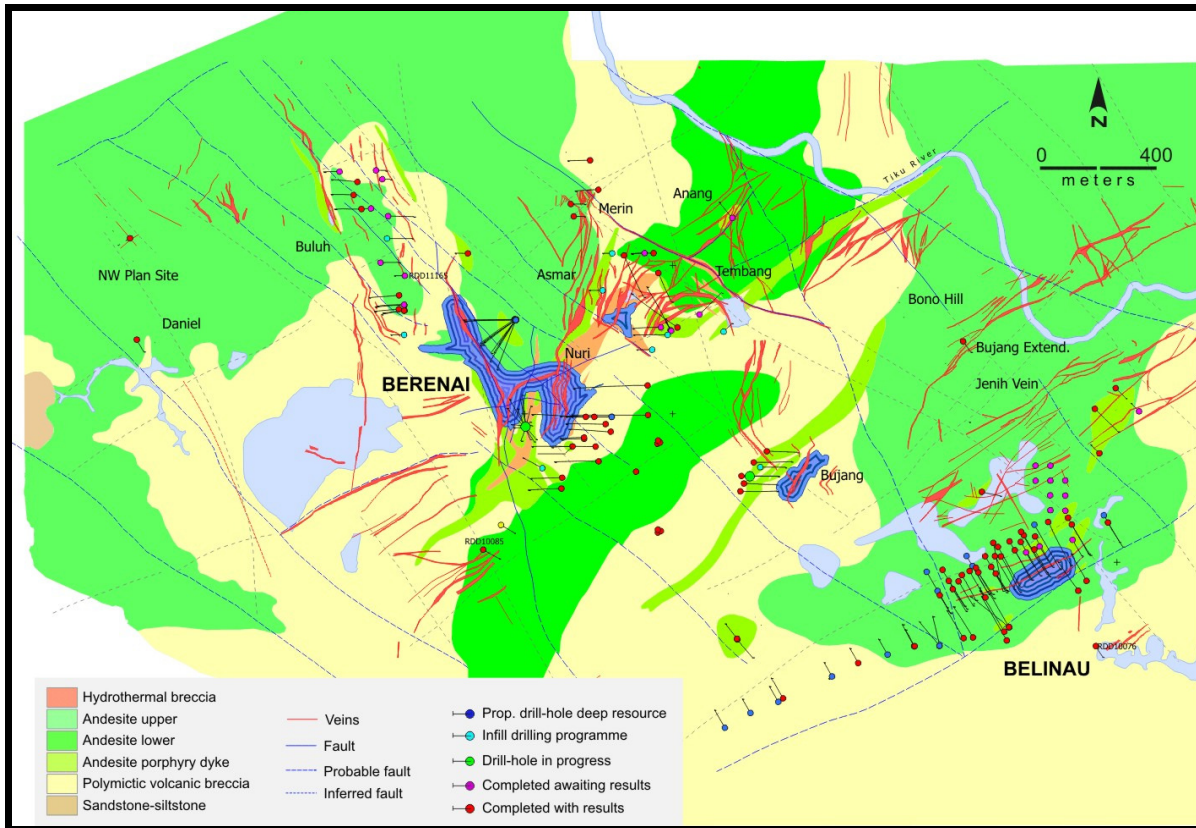 N
0 400
meters
Tiku River
Anang
Merin
Buluh
RDD11165
Asmar
Tembang
NW Plan Site
Bono Hill
Daniel
Bujang Extend.
Nuri
BERENAI
Jenih Vein
Bujang
RDD10085
RDD10076
BELINAU
Hydrothermal breccia
Andesite upper
Andesite lower
Andesite porphyry dyke
Polymictic volcanic breccia
Sandstone-siltstone
Veins
Fault
Probable fault
Inferred fault
Prop. drill-hole deep resource
Infill drilling programme
Drill-hole in progress
Completed awaiting results
Completed with results